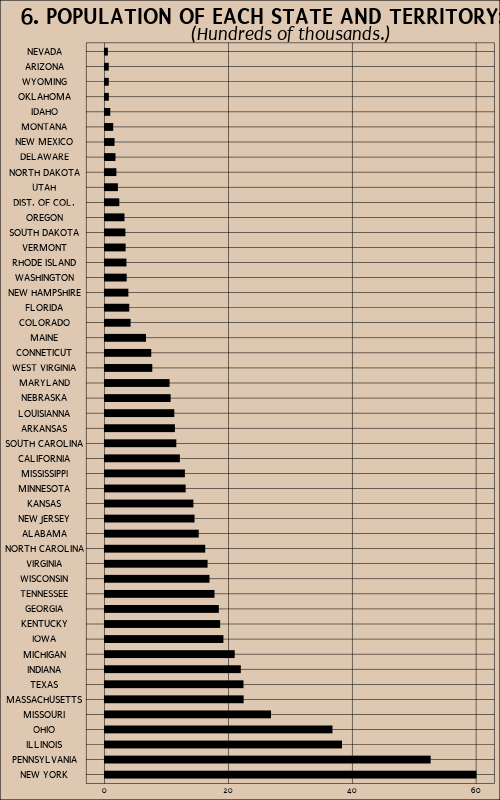 6. POPULATION OF EACH STATE AND TERRITORY
(Hundreds of thousands.)
NEVADA
ARIZONA
WYOMING
OKLAHOMA
IDAHO
MONTANA
NEW MEXICO
DELAWARE
NORTH DAKOTA
UTAH
DIST. OF COL.
OREGON
SOUTH DAKOTA
VERMONT
RHODE ISLAND
WASHINGTON
NEW HAMPSHIRE
FLORIDA
COLORADO
MAINE
CONNETICUT
WEST VIRGINIA
MARYLAND
NEBRASKA
LOUISIANNA
ARKANSAS
SOUTH CAROLINA
CALIFORNIA
MISSISSIPPI
MINNESOTA
KANSAS
NEW JERSEY
ALABAMA
NORTH CAROLINA
VIRGINIA
WISCONSIN
TENNESSEE
GEORGIA
KENTUCKY
IOWA
MICHIGAN
INDIANA
TEXAS
MASSACHUSETTS
MISSOURI
OHIO
ILLINOIS
PENNSYLVANIA
NEW YORK
0 20 40 60